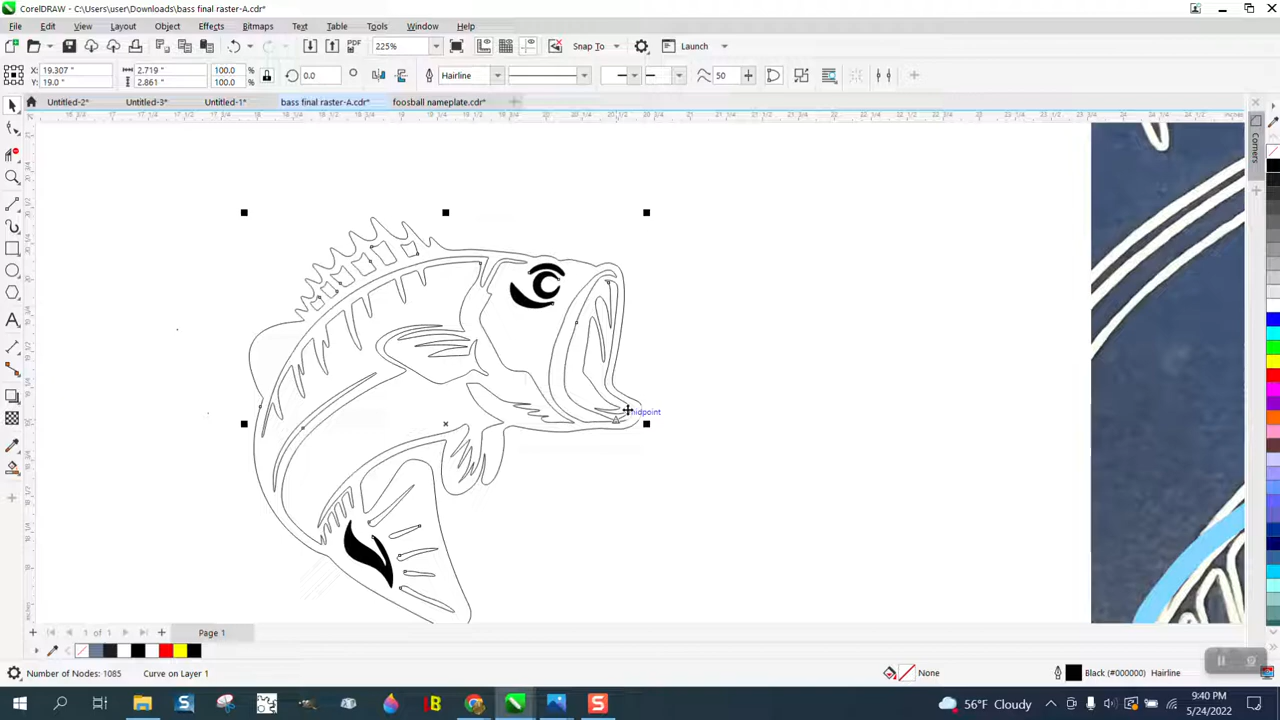 CorelDRAW - C:\Users\user\Downloads\bass final raster-A.cdr*
File Edit View Layout Object Effects Bitmaps Text Table Tools Window Help
225% Snap To Launch
X: 19.307 " 2.719 " 100.0 % 0.0 Hairline 50
Y: 19.0 " 2.861 " 100.0 %
Untitled-2* Untitled-3* Untitled-1* bass final raster-A.cdr* foosball nameplate.cdr*
Corners
midpoint
1 of 1 Page 1
Number of Nodes: 1065 Curve on Layer 1 None Black (#000000) Hairline
56°F Cloudy 9:40 PM
5/24/2022